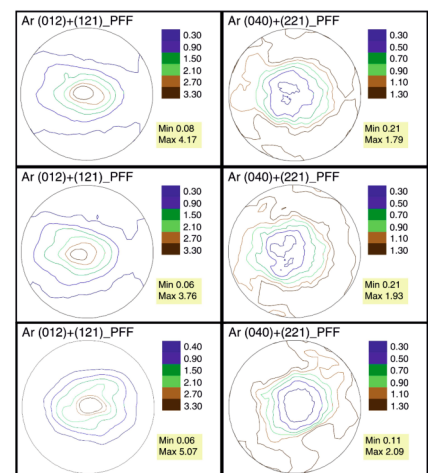 Ar (012)+(121)_PFF
0.30
0.90
1.50
2.10
2.70
3.30
Min 0.08
Max 4.17
Ar (040)+(221)_PFF
0.30
0.50
0.70
0.90
1.10
1.30
Min 0.21
Max 1.79
Ar (012)+(121)_PFF
0.30
0.90
1.50
2.10
2.70
3.30
Min 0.06
Max 3.76
Ar (040)+(221)_PFF
0.30
0.50
0.70
0.90
1.10
1.30
Min 0.21
Max 1.93
Ar (012)+(121)_PFF
0.40
0.90
1.50
2.10
2.70
3.30
Min 0.06
Max 5.07
Ar (040)+(221)_PFF
0.30
0.50
0.70
0.90
1.10
1.30
Min 0.11
Max 2.09